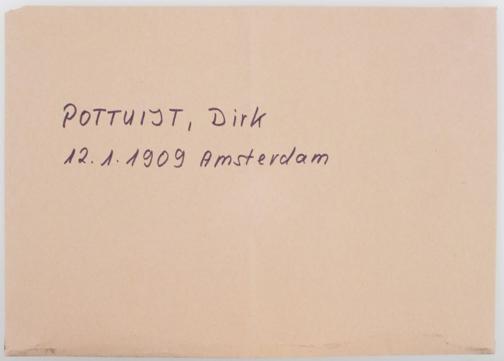 POTTUIJT, Dirk
12.1.1909 Amsterdam